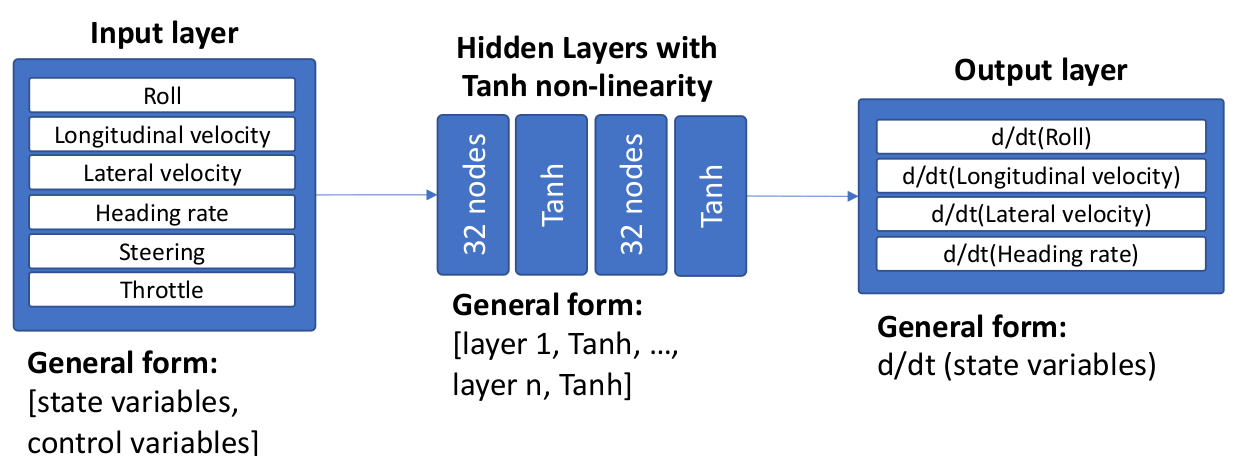 Input layer
Roll
Longitudinal velocity
Lateral velocity
Heading rate
Steering
Throttle
General form:
[state variables,
control variables]
Hidden Layers with
Tanh non-linearity
32 nodes
Tanh
32 nodes
Tanh
General form:
[layer 1, Tanh, ...,
layer n, Tanh]
Output layer
d/dt(Roll)
d/dt(Longitudinal velocity)
d/dt(Lateral velocity)
d/dt(Heading rate)
General form:
d/dt (state variables)